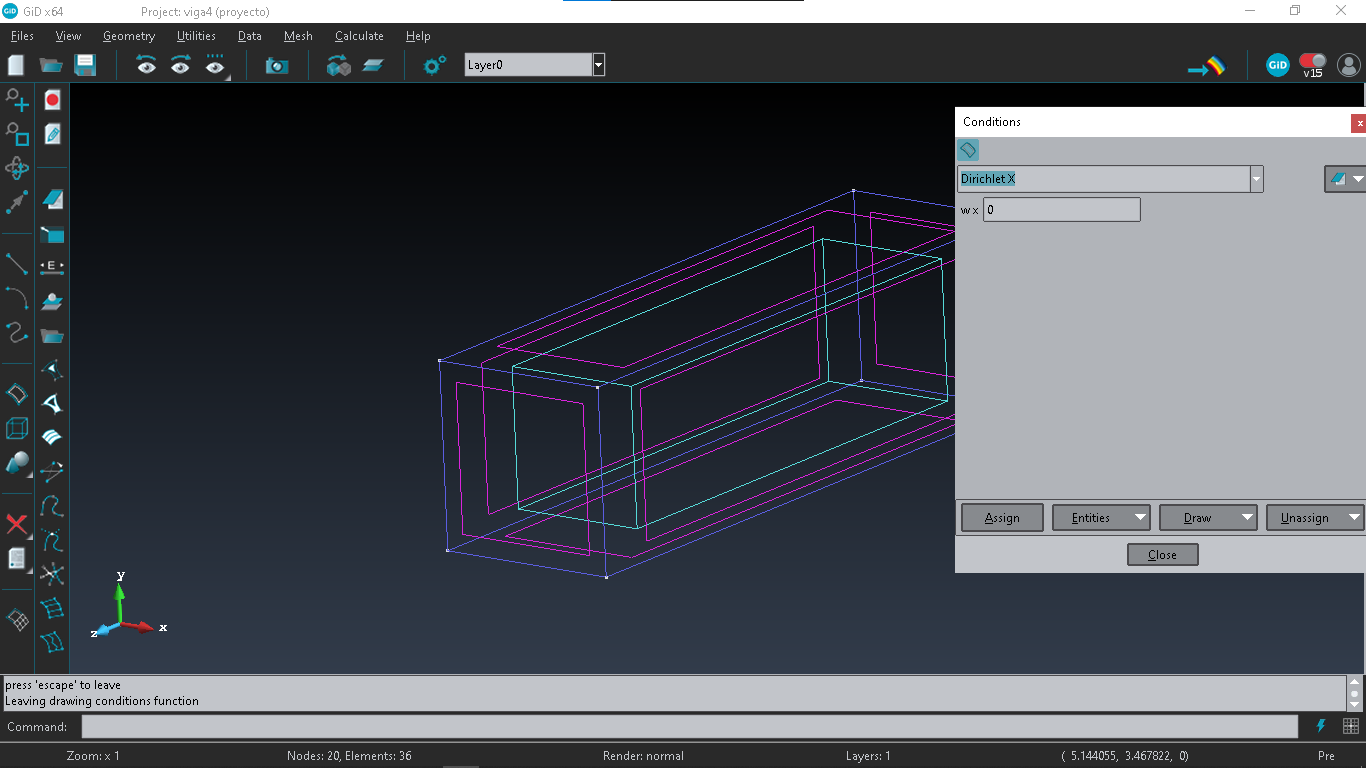 GiD x64 Project: viga4 (proyecto)
Files View Geometry Utilities Data Mesh Calculate Help
Layer0
GiD
v15
Conditions
x
Dirichlet X
w x 0
E
Assign Entities Draw Unassign
Close
y
z x
press 'escape' to leave
Leaving drawing conditions function
Command:
Zoom: x 1 Nodes: 20, Elements: 36 Render: normal Layers: 1 ( 5.144055, 3.467822, 0) Pre